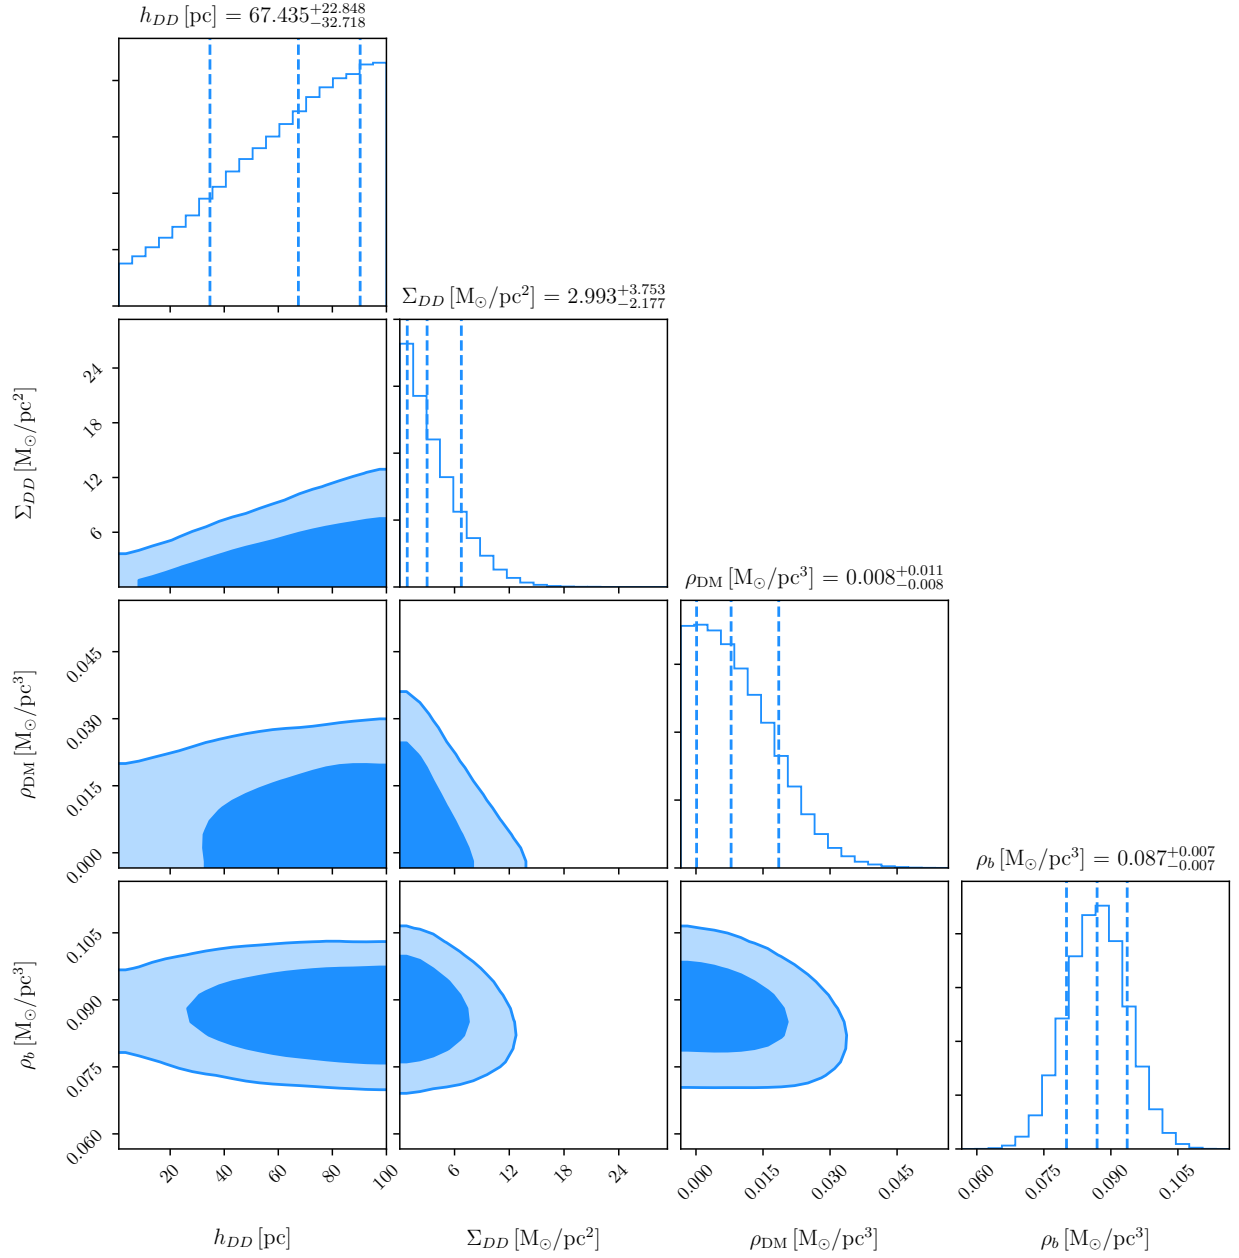 h_{DD} [pc] = 67.435^{+22.848}_{-32.718}
Σ_{DD} [M_⊙/pc^2] = 2.993^{+3.753}_{-2.177}
24
18
12
6
Σ_{DD} [M_⊙/pc^2]
ρ_{DM} [M_⊙/pc^3] = 0.008^{+0.011}_{-0.008}
0.045
0.030
0.015
0.000
ρ_{DM} [M_⊙/pc^3]
ρ_b [M_⊙/pc^3] = 0.087^{+0.007}_{-0.007}
0.105
0.090
0.075
0.060
ρ_b [M_⊙/pc^3]
20 40 60 80 100
6 12 18 24
0.000 0.015 0.030 0.045
0.060 0.075 0.090 0.105
h_{DD} [pc]
Σ_{DD} [M_⊙/pc^2]
ρ_{DM} [M_⊙/pc^3]
ρ_b [M_⊙/pc^3]